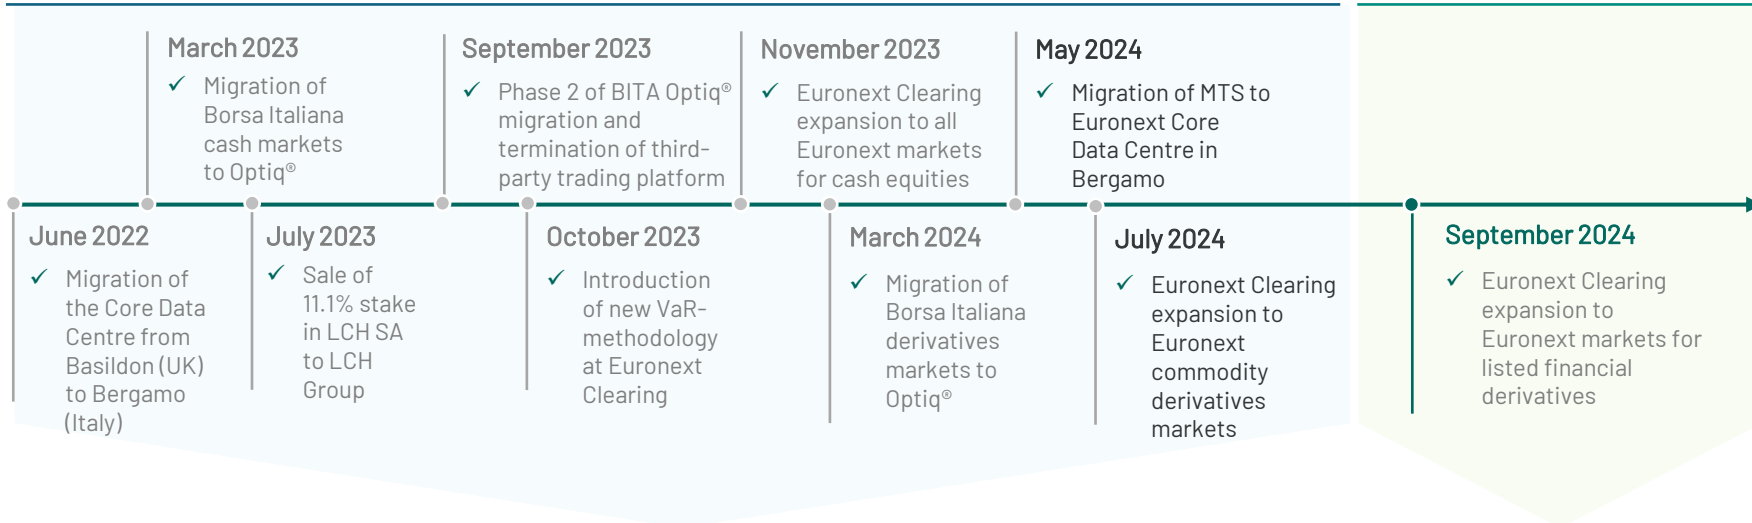 March 2023
✓ Migration of
Borsa Italiana
cash markets
to Optiq®
September 2023
✓ Phase 2 of BITA Optiq®
migration and
termination of third-
party trading platform
November 2023
✓ Euronext Clearing
expansion to all
Euronext markets
for cash equities
May 2024
✓ Migration of MTS to
Euronext Core
Data Centre in
Bergamo
June 2022
✓ Migration of
the Core Data
Centre from
Basildon (UK)
to Bergamo
(Italy)
July 2023
✓ Sale of
11.1% stake
in LCH SA
to LCH
Group
October 2023
✓ Introduction
of new VaR-
methodology
at Euronext
Clearing
March 2024
✓ Migration of
Borsa Italiana
derivatives
markets to
Optiq®
July 2024
✓ Euronext Clearing
expansion to
Euronext
commodity
derivatives
markets
September 2024
✓ Euronext Clearing
expansion to
Euronext markets for
listed financial
derivatives